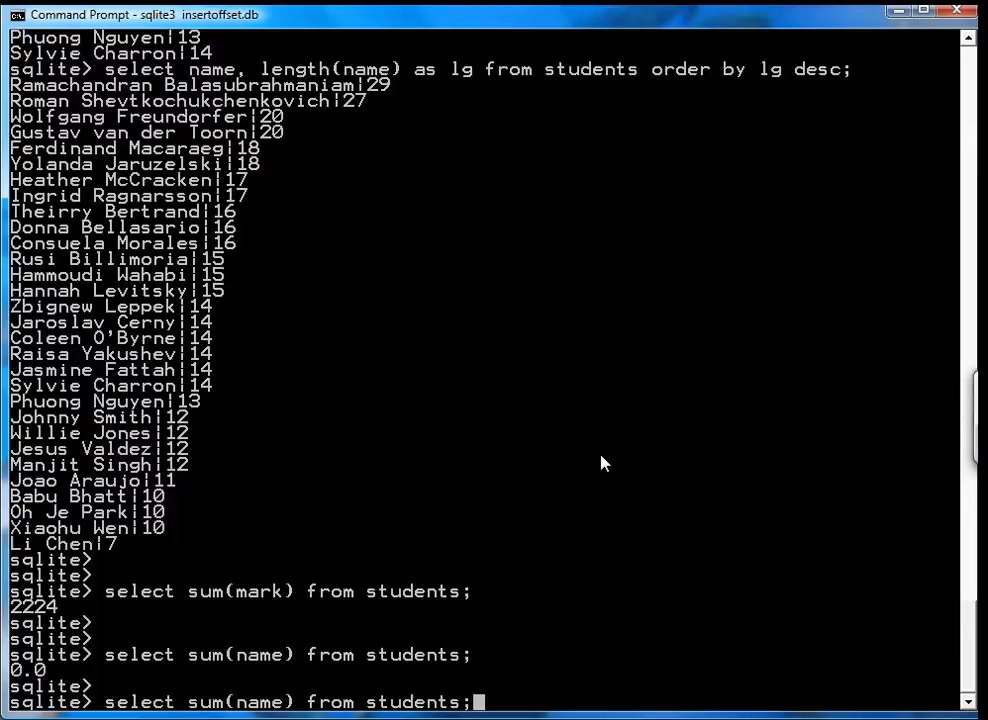 Command Prompt - sqlite3 insertoffset.db
Phuong Nguyen|13
Sylvie Charron|14
sqlite> select name, length(name) as lg from students order by lg desc;
Ramachandran Balasubrahmaniam|29
Roman Shevtkochukchenkovich|27
Wolfgang Freundorfer|20
Gustav van der Toorn|20
Ferdinand Macaraeg|18
Yolanda Jaruzelski|18
Heather McCracken|17
Ingrid Ragnarsson|17
Theirry Bertrand|16
Donna Bellasario|16
Consuela Morales|16
Rusi Billimoria|15
Hammoudi Wahabi|15
Hannah Levitsky|15
Zbignew Leppek|14
Jaroslav Cerny|14
Coleen O'Byrne|14
Raisa Yakushev|14
Jasmine Fattah|14
Sylvie Charron|14
Phuong Nguyen|13
Johnny Smith|12
Willie Jones|12
Jesus Valdez|12
Manjit Singh|12
Joao Araujo|11
Babu Bhatt|10
Oh Je Park|10
Xiaohu Wen|10
Li Chen|7
sqlite>
sqlite>
sqlite> select sum(mark) from students;
2224
sqlite>
sqlite>
sqlite> select sum(name) from students;
0.0
sqlite>
sqlite> select sum(name) from students;